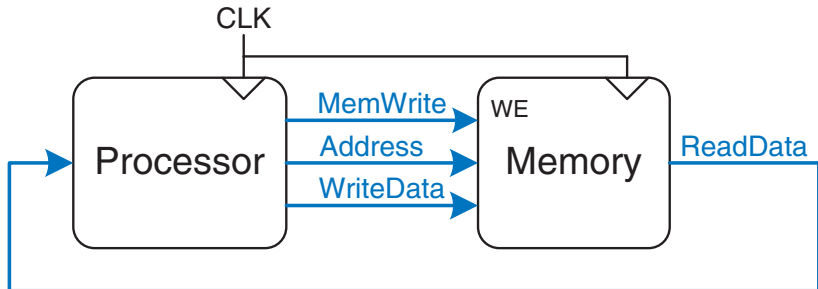 CLK
MemWrite
WE
Processor
Address
Memory
ReadData
WriteData